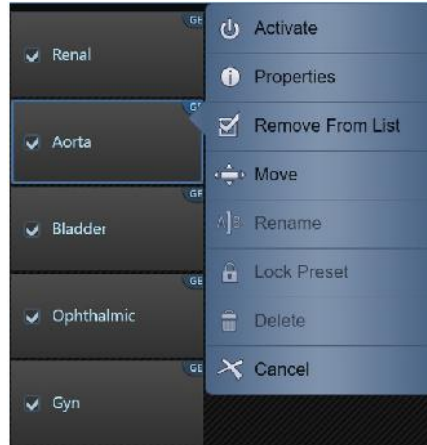 GE
Renal
GE
Aorta
GE
Bladder
Ophthalmic
GE
Gyn
Activate
Properties
Remove From List
Move
Rename
Lock Preset
Delete
Cancel